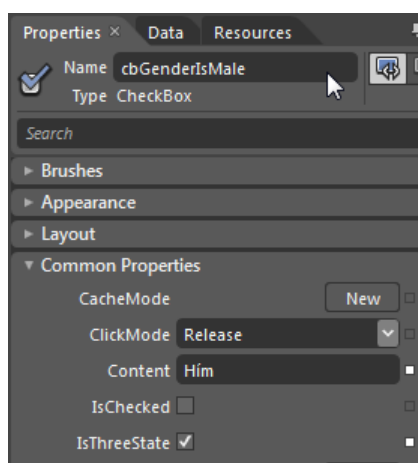 Properties × Data Resources
Name cbGenderIsMale
Type CheckBox
Search
Brushes
Appearance
Layout
Common Properties
CacheMode New
ClickMode Release
Content Hím
IsChecked
IsThreeState